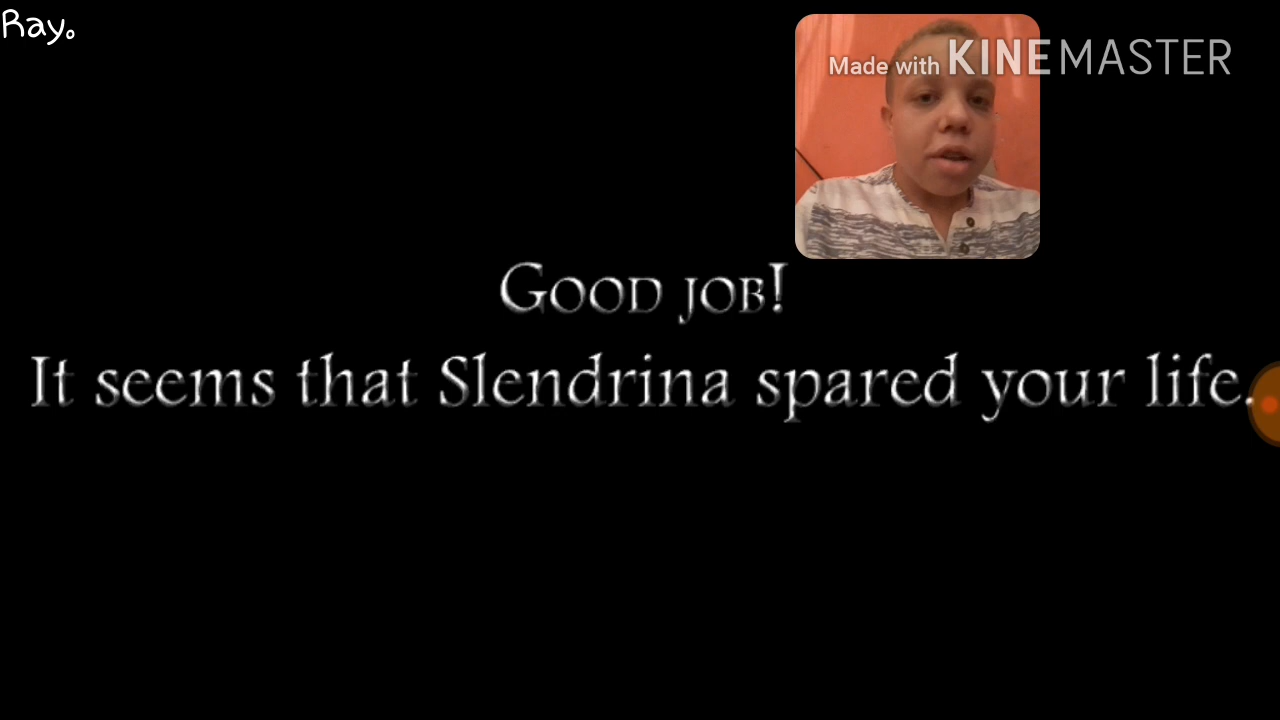 Ray.
Made with KINEMASTER
Good job!
It seems that Slendrina spared your life.